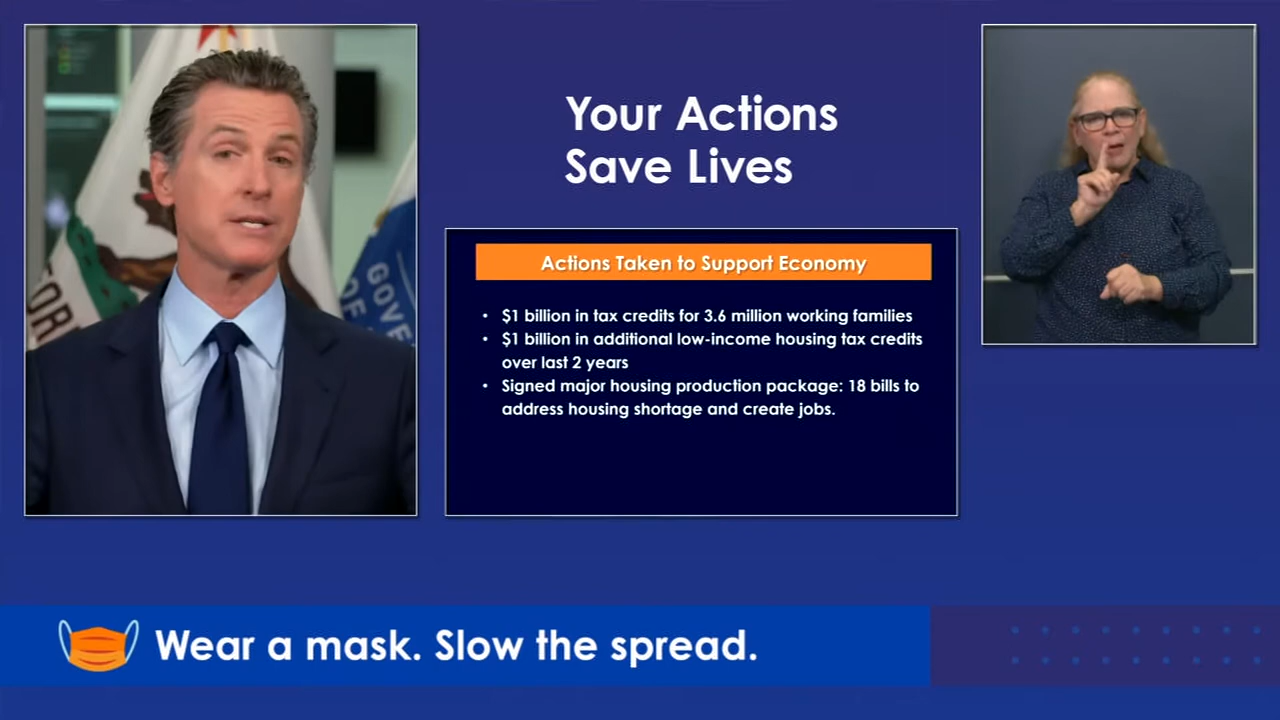 Your Actions
Save Lives
Actions Taken to Support Economy
• $1 billion in tax credits for 3.6 million working families
• $1 billion in additional low-income housing tax credits
over last 2 years
• Signed major housing production package: 18 bills to
address housing shortage and create jobs.
Wear a mask. Slow the spread.